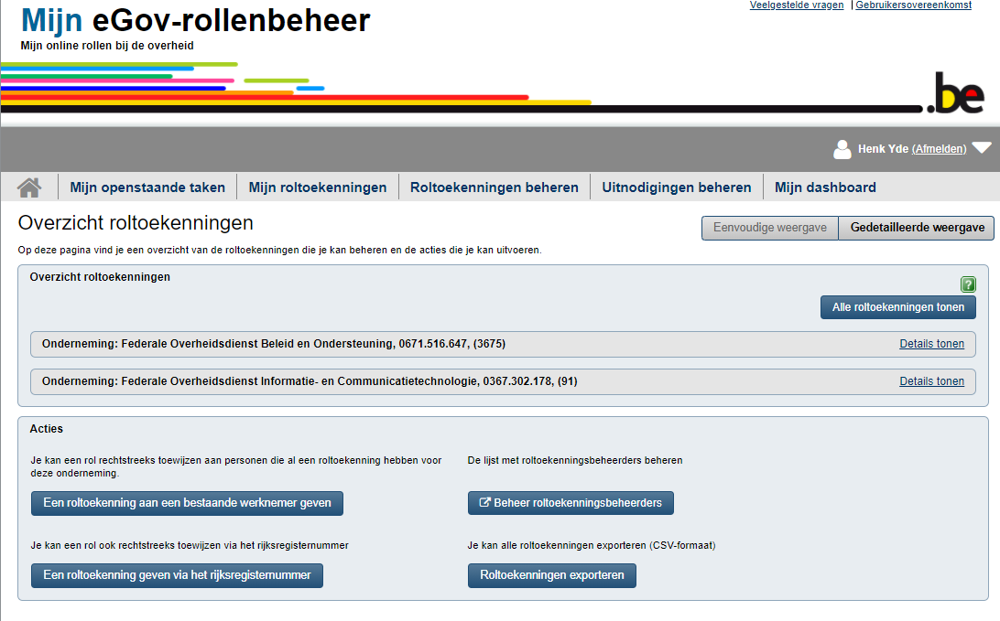 Mijn eGov-rollenbeheer
Mijn online rollen bij de overheid
Veelgestelde vragen | Gebruikersovereenkomst
.be
Henk Yde (Afmelden)
Mijn openstaande taken
Mijn roltoekenningen
Roltoekenningen beheren
Uitnodigingen beheren
Mijn dashboard
Overzicht roltoekenningen
Eenvoudige weergave
Gedetailleerde weergave
Op deze pagina vind je een overzicht van de roltoekenningen die je kan beheren en de acties die je kan uitvoeren.
Overzicht roltoekenningen
?
Alle roltoekenningen tonen
Onderneming: Federale Overheidsdienst Beleid en Ondersteuning, 0671.516.647, (3675)
Details tonen
Onderneming: Federale Overheidsdienst Informatie- en Communicatietechnologie, 0367.302.178, (91)
Details tonen
Acties
Je kan een rol rechtstreeks toewijzen aan personen die al een roltoekenning hebben voor
deze onderneming.
Een roltoekenning aan een bestaande werknemer geven
De lijst met roltoekenningsbeheerders beheren
Beheer roltoekenningsbeheerders
Je kan een rol ook rechtstreeks toewijzen via het rijksregisternummer
Een roltoekenning geven via het rijksregisternummer
Je kan alle roltoekenningen exporteren (CSV-formaat)
Roltoekenningen exporteren